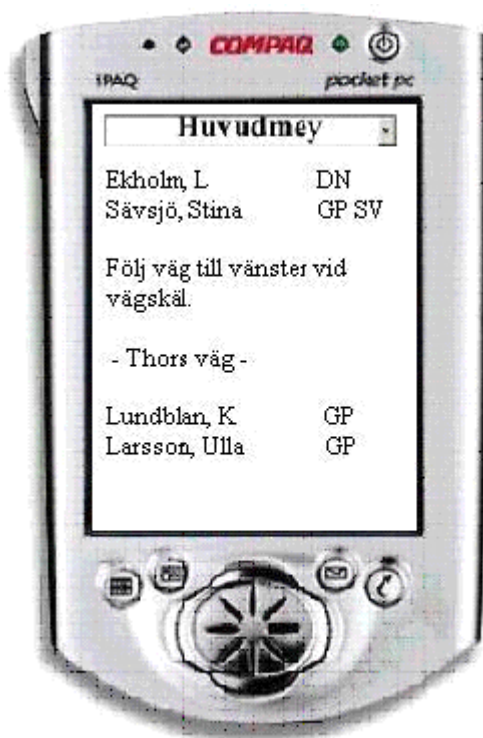 COMPAQ
iPAQ pocket pc
Huvudmey
Ekholm, L DN
Sävsjö, Stina GP SV
Följ väg till vänster vid
vägskäl.
- Thors väg -
Lundblan, K GP
Larsson, Ulla GP